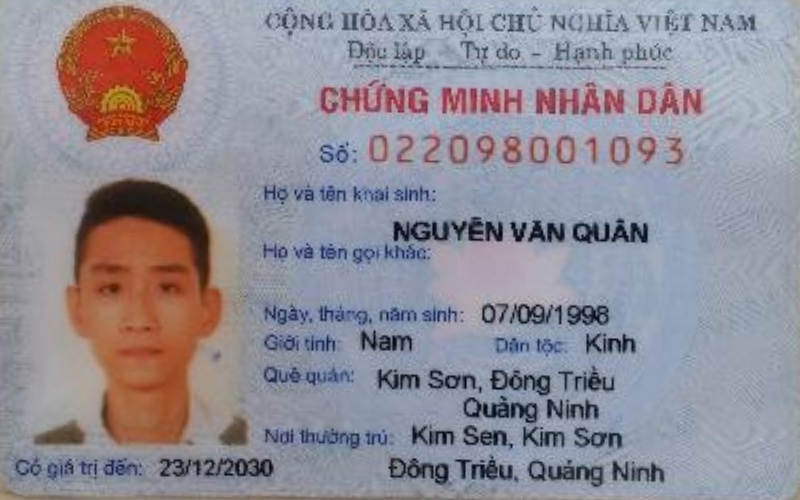 CỘNG HÒA XÃ HỘI CHỦ NGHĨA VIỆT NAM
Độc lập - Tự do - Hạnh phúc
CHỨNG MINH NHÂN DÂN
Số: 022098001093
Họ và tên khai sinh:
NGUYỄN VĂN QUÂN
Họ và tên gọi khác:
Ngày, tháng, năm sinh: 07/09/1998
Giới tính: Nam Dân tộc: Kinh
Quê quán: Kim Sơn, Đông Triều
Quảng Ninh
Nơi thường trú: Kim Sen, Kim Sơn
Đông Triều, Quảng Ninh
Có giá trị đến: 23/12/2030